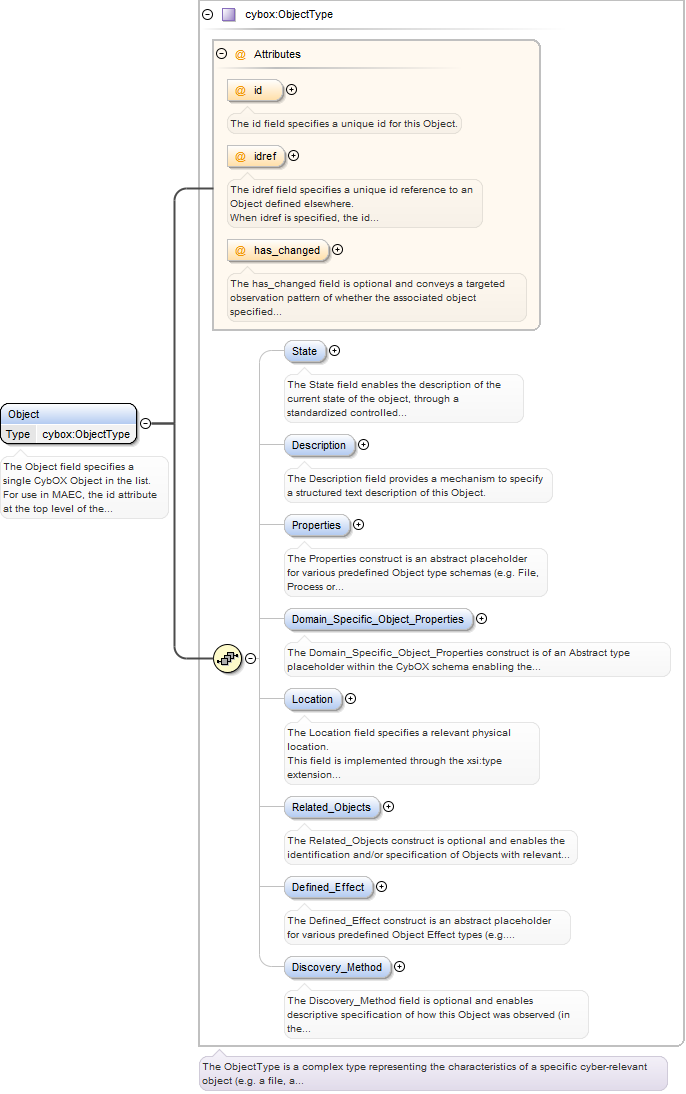 cybox:ObjectType
@ Attributes
@ id
The id field specifies a unique id for this Object.
@ idref
The idref field specifies a unique id reference to an
Object defined elsewhere.
When idref is specified, the id...
@ has_changed
The has_changed field is optional and conveys a targeted
observation pattern of whether the associated object
specified...
Object
Type cybox:ObjectType
The Object field specifies a
single CybOX Object in the list.
For use in MAEC, the id attribute
at the top level of the...
State
The State field enables the description of the
current state of the object, through a
standardized controlled...
Description
The Description field provides a mechanism to specify
a structured text description of this Object.
Properties
The Properties construct is an abstract placeholder
for various predefined Object type schemas (e.g. File,
Process or...
Domain_Specific_Object_Properties
The Domain_Specific_Object_Properties construct is of an Abstract type
placeholder within the CybOX schema enabling the...
Location
The Location field specifies a relevant physical
location.
This field is implemented through the xsi:type
extension...
Related_Objects
The Related_Objects construct is optional and enables the
identification and/or specification of Objects with relevant...
Defined_Effect
The Defined_Effect construct is an abstract placeholder
for various predefined Object Effect types (e.g....
Discovery_Method
The Discovery_Method field is optional and enables
descriptive specification of how this Object was observed (in
the...
The ObjectType is a complex type representing the characteristics of a specific cyber-relevant
object (e.g. a file, a...